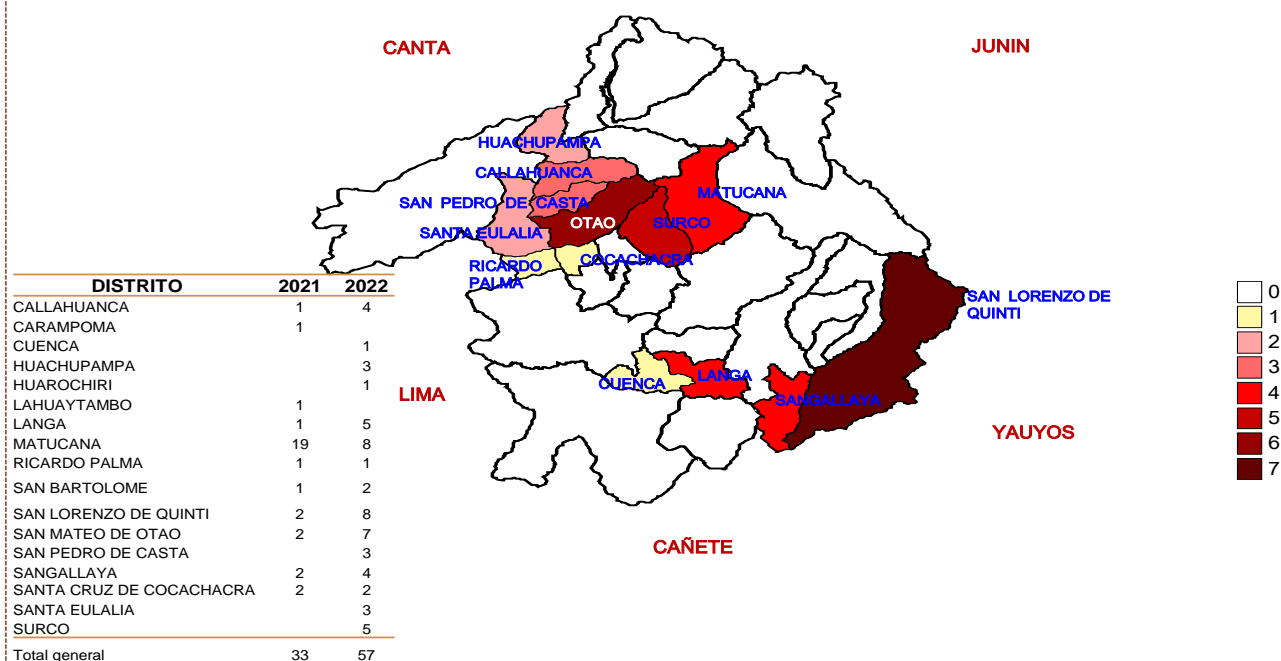 CANTA
JUNIN
HUACHUPAMPA
CALLAHUANCA
MATUCANA
SAN PEDRO DE CASTA
OTAO
SURCO
SANTA EULALIA
COCACHACRA
RICARDO
PALMA
SAN LORENZO DE
QUINTI
LANGA
CUENCA
SANGALLAYA
LIMA
YAUYOS
CAÑETE
DISTRITO 2021 2022
CALLAHUANCA 1 4
CARAMPOMA 1
CUENCA 1
HUACHUPAMPA 3
HUAROCHIRI 1
LAHUAYTAMBO 1
LANGA 1 5
MATUCANA 19 8
RICARDO PALMA 1 1
SAN BARTOLOME 1 2
SAN LORENZO DE QUINTI 2 8
SAN MATEO DE OTAO 2 7
SAN PEDRO DE CASTA 3
SANGALLAYA 2 4
SANTA CRUZ DE COCACHACRA 2 2
SANTA EULALIA 3
SURCO 5
Total general 33 57
0
1
2
3
4
5
6
7